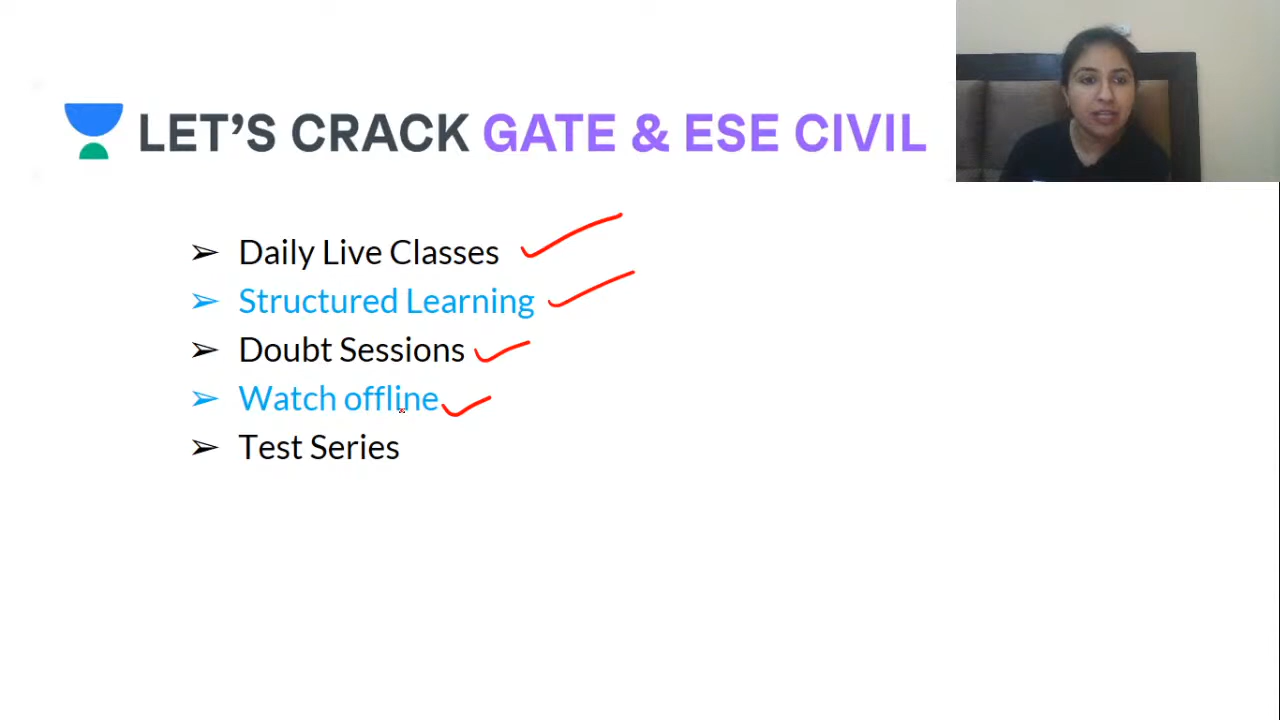 LET'S CRACK GATE & ESE CIVIL
➢ Daily Live Classes
➢ Structured Learning
➢ Doubt Sessions
➢ Watch offline
➢ Test Series